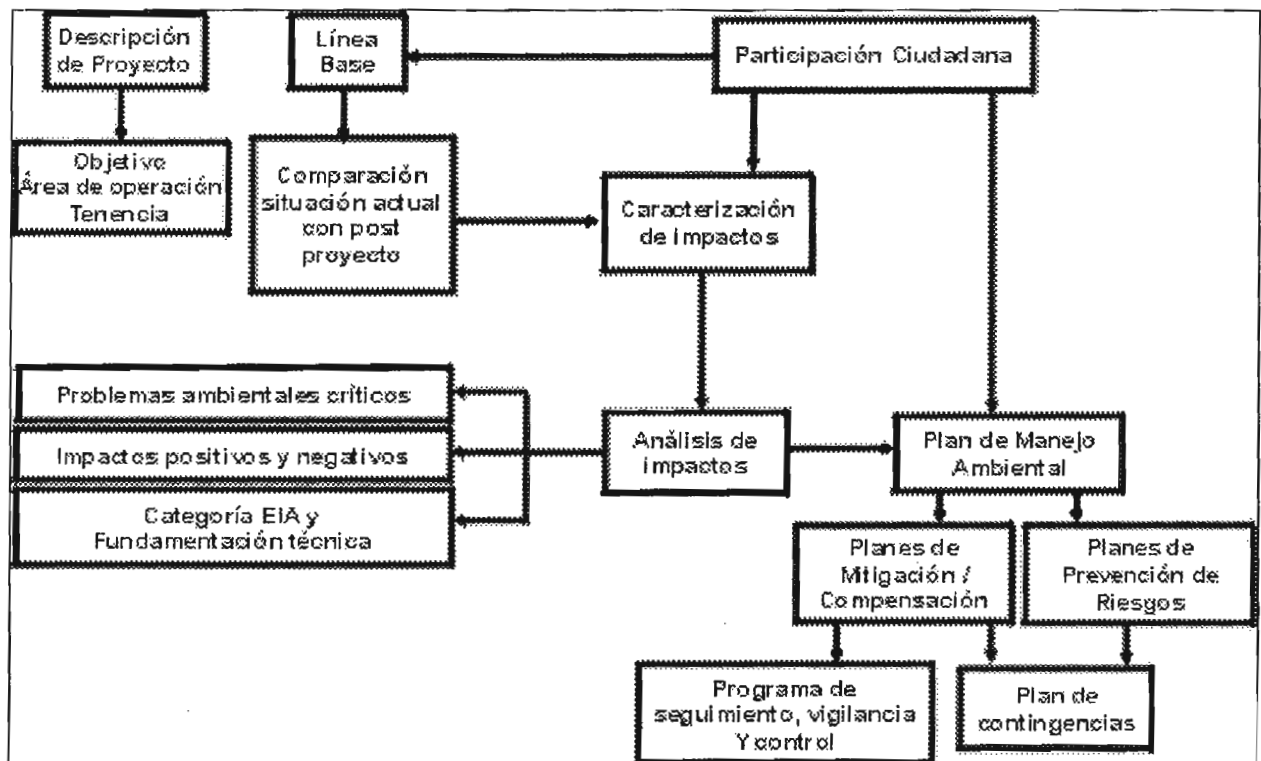 Descripción
de Proyecto
Línea
Base
Participación Ciudadana
Objetivo
Área de operación
Tenencia
Comparación
situación actual
con post
proyecto
Caracterización
de impactos
Problemas ambientales críticos
Impactos positivos y negativos
Categoría EIA y
Fundamentación técnica
Análisis de
impactos
Plan de Manejo
Ambiental
Planes de
Mitigación /
Compensación
Planes de
Prevención de
Riesgos
Programa de
seguimiento, vigilancia
Y control
Plan de
contingencias